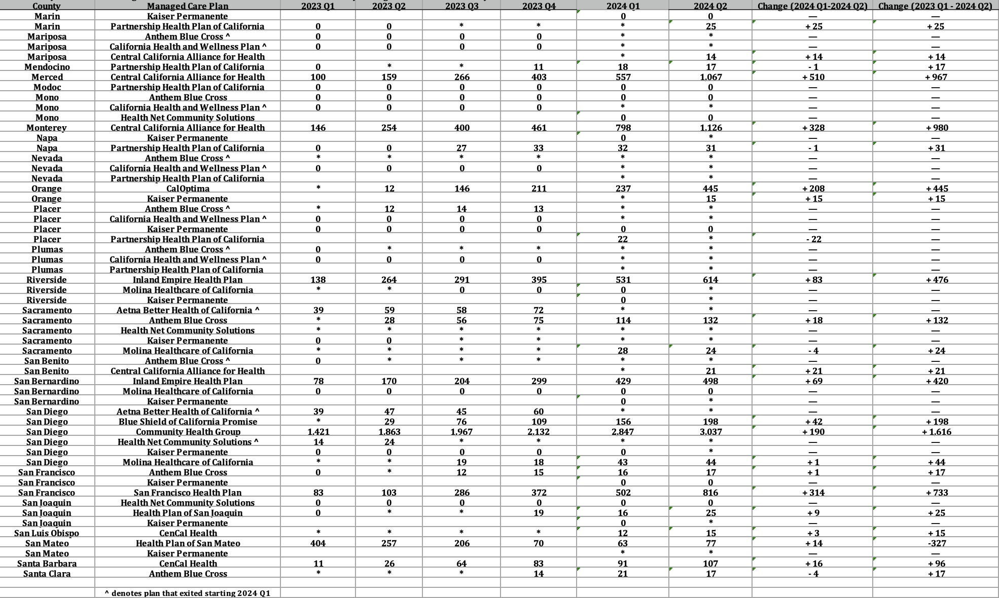 County Managed Care Plan 2023 Q1 2023 Q2 2023 Q3 2023 Q4 2024 Q1 2024 Q2 Change (2024 Q1-2024 Q2) Change (2023 Q1 - 2024 Q2)
Marin Kaiser Permanente 0 0 — —
Marin Partnership Health Plan of California 0 0 * * * 25 + 25 + 25
Mariposa Anthem Blue Cross ^ 0 0 0 0 * * — —
Mariposa California Health and Wellness Plan ^ 0 0 0 0 * * — —
Mariposa Central California Alliance for Health * 14 + 14 + 14
Mendocino Partnership Health Plan of California 0 * * 11 18 17 - 1 + 17
Merced Central California Alliance for Health 100 159 266 403 557 1,067 + 510 + 967
Modoc Partnership Health Plan of California 0 0 0 0 0 0 — —
Mono Anthem Blue Cross 0 0 0 0 0 0 — —
Mono California Health and Wellness Plan ^ 0 0 0 0 * * — —
Mono Health Net Community Solutions 0 0 — —
Monterey Central California Alliance for Health 146 254 400 461 798 1,126 + 328 + 980
Napa Kaiser Permanente 0 * — —
Napa Partnership Health Plan of California 0 0 27 33 32 31 - 1 + 31
Nevada Anthem Blue Cross ^ * * * * * * — —
Nevada California Health and Wellness Plan ^ 0 0 0 0 * * — —
Nevada Partnership Health Plan of California * * — —
Orange CalOptima * 12 146 211 237 445 + 208 + 445
Orange Kaiser Permanente * 15 + 15 + 15
Placer Anthem Blue Cross ^ * 12 14 13 * * — —
Placer California Health and Wellness Plan ^ 0 0 0 0 * * — —
Placer Kaiser Permanente 0 0 0 0 0 0 — —
Placer Partnership Health Plan of California 22 * - 22 —
Plumas Anthem Blue Cross ^ 0 * * * * * — —
Plumas California Health and Wellness Plan ^ 0 0 0 0 * * — —
Plumas Partnership Health Plan of California * * — —
Riverside Inland Empire Health Plan 138 264 291 395 531 614 + 83 + 476
Riverside Molina Healthcare of California * * 0 0 0 * — —
Riverside Kaiser Permanente 0 * — —
Sacramento Aetna Better Health of California ^ 39 59 58 72 * * — —
Sacramento Anthem Blue Cross * 28 56 75 114 132 + 18 + 132
Sacramento Health Net Community Solutions * * * * * * — —
Sacramento Kaiser Permanente 0 0 * * * * — —
Sacramento Molina Healthcare of California * * * * 28 24 - 4 + 24
San Benito Anthem Blue Cross ^ 0 * * * * * — —
San Benito Central California Alliance for Health * 21 + 21 + 21
San Bernardino Inland Empire Health Plan 78 170 204 299 429 498 + 69 + 420
San Bernardino Molina Healthcare of California 0 0 0 0 0 0 — —
San Bernardino Kaiser Permanente 0 * — —
San Diego Aetna Better Health of California ^ 39 47 45 60 * * — —
San Diego Blue Shield of California Promise * 29 76 109 156 198 + 42 + 198
San Diego Community Health Group 1,421 1,863 1,967 2,132 2,847 3,037 + 190 + 1,616
San Diego Health Net Community Solutions ^ 14 24 * * * * — —
San Diego Kaiser Permanente 0 0 0 0 0 * — —
San Diego Molina Healthcare of California * * 19 18 43 44 + 1 + 44
San Francisco Anthem Blue Cross 0 * 12 15 16 17 + 1 + 17
San Francisco Kaiser Permanente 0 0 — —
San Francisco San Francisco Health Plan 83 103 286 372 502 816 + 314 + 733
San Joaquin Health Net Community Solutions 0 0 0 0 0 0 — —
San Joaquin Health Plan of San Joaquin 0 * * 19 16 25 + 9 + 25
San Joaquin Kaiser Permanente 0 * — —
San Luis Obispo CenCal Health * * * * 12 15 + 3 + 15
San Mateo Health Plan of San Mateo 404 257 206 70 63 77 + 14 -327
San Mateo Kaiser Permanente * * — —
Santa Barbara CenCal Health 11 26 64 83 91 107 + 16 + 96
Santa Clara Anthem Blue Cross * * * 14 21 17 - 4 + 17
^ denotes plan that exited starting 2024 Q1